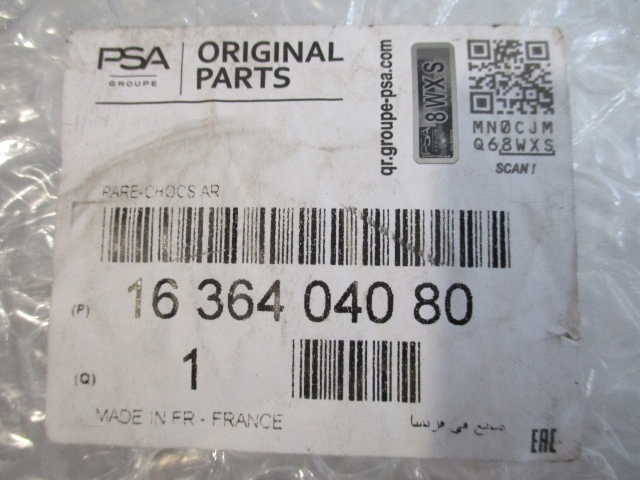 PSA
GROUPE
ORIGINAL
PARTS
qr.groupe-psa.com
PSA
8WXS
MN0CJM
Q68WXS
SCAN!
PARE-CHOCS AR
(P) 16 364 040 80
(Q) 1
MADE IN FR - FRANCE
صنع في فرنسا
EAC